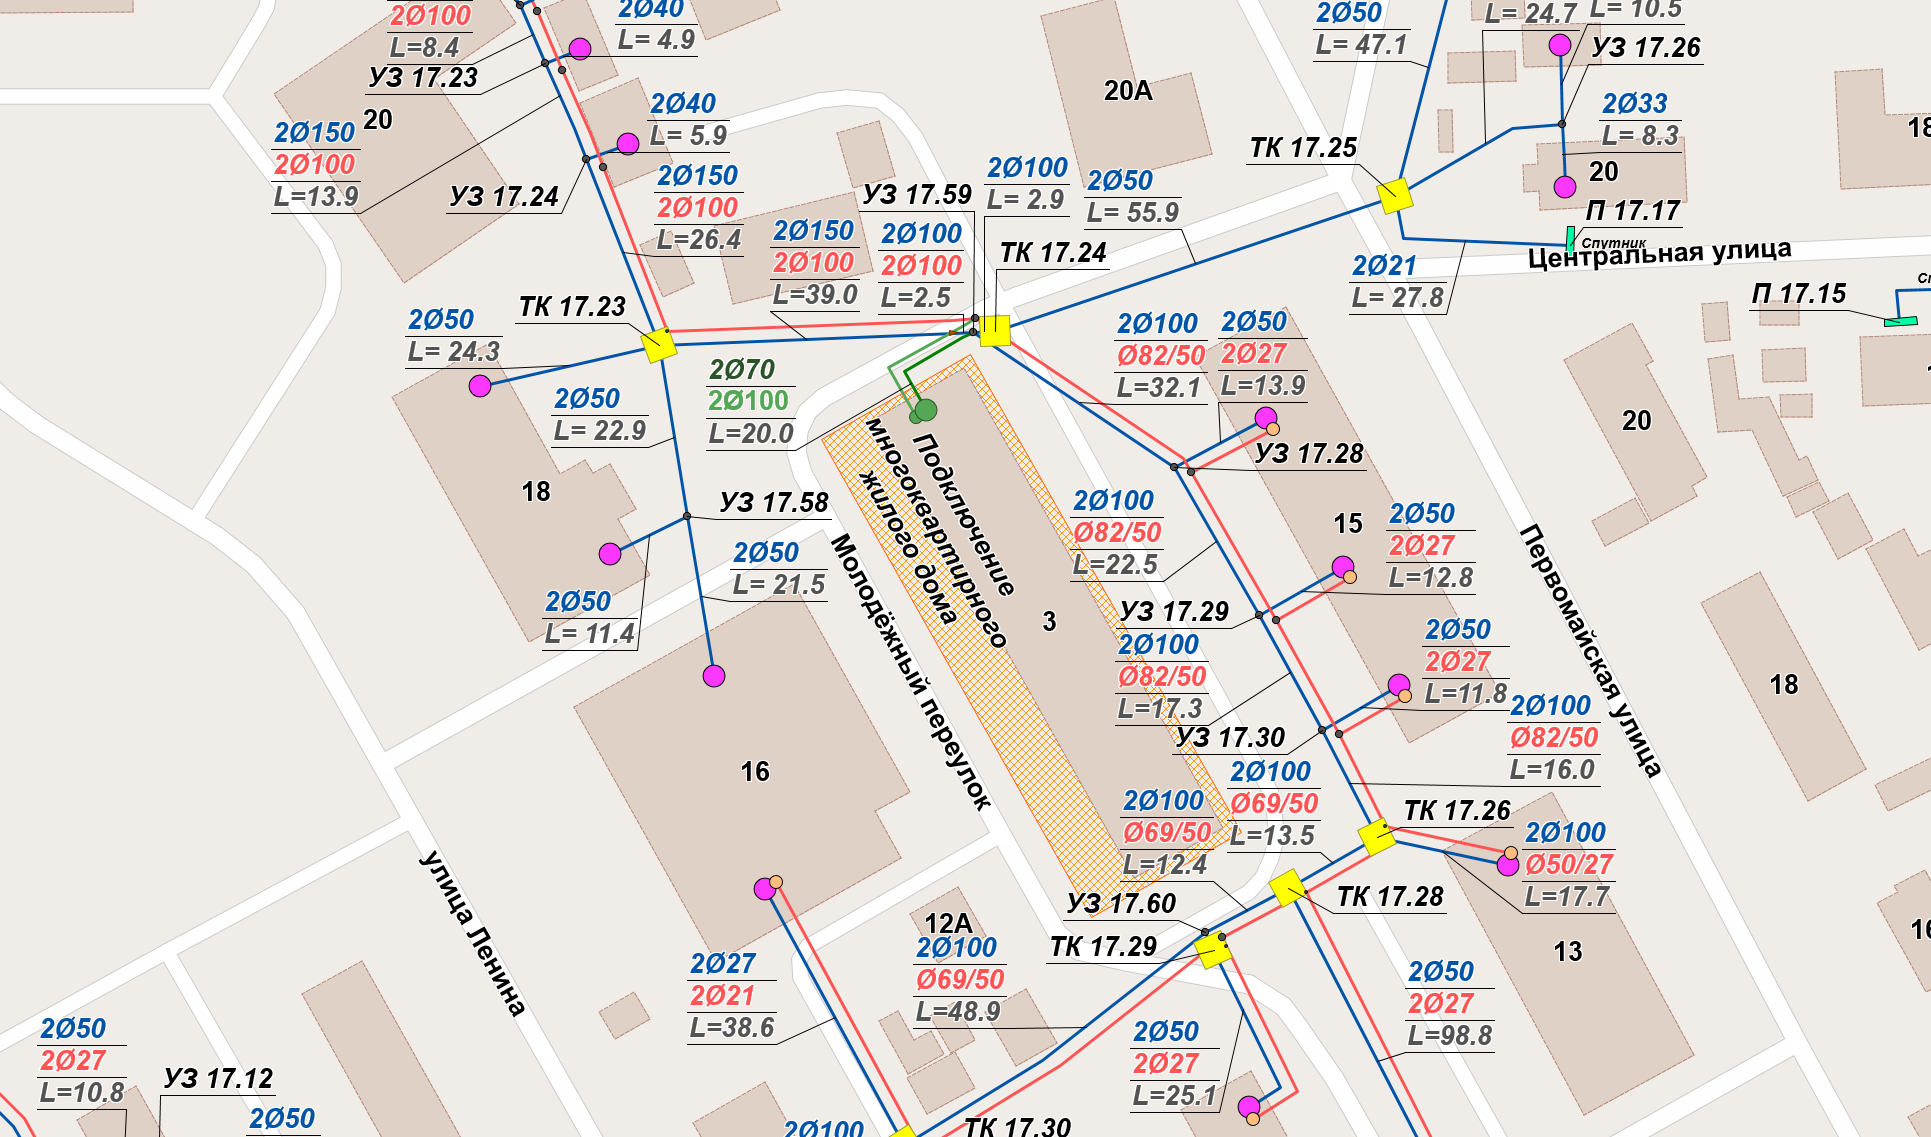 2Ø100
L=8.4
УЗ 17.23
2Ø40
L= 4.9
20
2Ø150
2Ø100
L=13.9
2Ø40
L= 5.9
УЗ 17.24
2Ø150
2Ø100
L=26.4
20А
2Ø50
L= 47.1
L= 24.7
L= 10.5
УЗ 17.26
2Ø33
L= 8.3
20
ТК 17.25
П 17.17
Спутник
Центральная улица
2Ø21
L= 27.8
П 17.15
УЗ 17.59
2Ø100
L= 2.9
2Ø50
L= 55.9
2Ø150
2Ø100
L=39.0
2Ø100
2Ø100
L=2.5
ТК 17.24
ТК 17.23
2Ø50
L= 24.3
2Ø50
L= 22.9
2Ø70
2Ø100
L=20.0
2Ø100
Ø82/50
L=32.1
2Ø50
2Ø27
L=13.9
УЗ 17.28
20
18
УЗ 17.58
2Ø50
L= 21.5
2Ø50
L= 11.4
Подключение
многоквартирного
жилого дома
3
Молодёжный переулок
2Ø100
Ø82/50
L=22.5
15
2Ø50
2Ø27
L=12.8
УЗ 17.29
2Ø100
Ø82/50
L=17.3
2Ø50
2Ø27
L=11.8
УЗ 17.30
2Ø100
Ø82/50
L=16.0
Первомайская улица
18
16
2Ø100
Ø69/50
L=12.4
2Ø100
Ø69/50
L=13.5
ТК 17.26
2Ø100
Ø50/27
L=17.7
УЗ 17.60
ТК 17.28
ТК 17.29
12А
2Ø100
Ø69/50
L=48.9
13
улица Ленина
2Ø27
2Ø21
L=38.6
2Ø50
2Ø27
L=98.8
2Ø50
2Ø27
L=25.1
2Ø50
2Ø27
L=10.8
УЗ 17.12
2Ø50
2Ø100
ТК 17.30